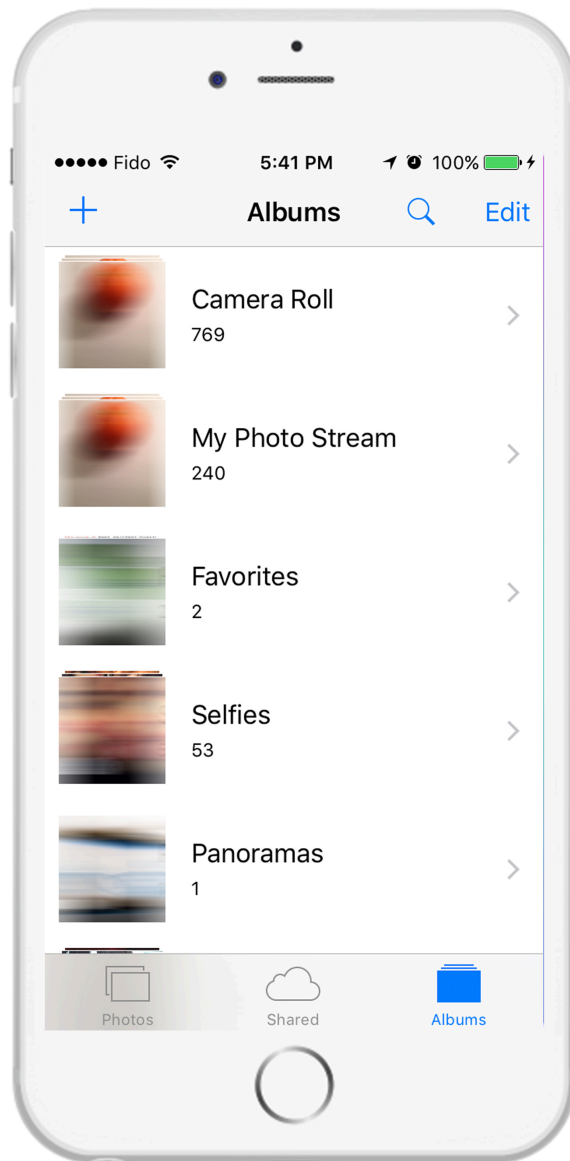 Fido 5:41 PM 100%
Albums Edit
Camera Roll
769
My Photo Stream
240
Favorites
2
Selfies
53
Panoramas
1
Photos Shared Albums